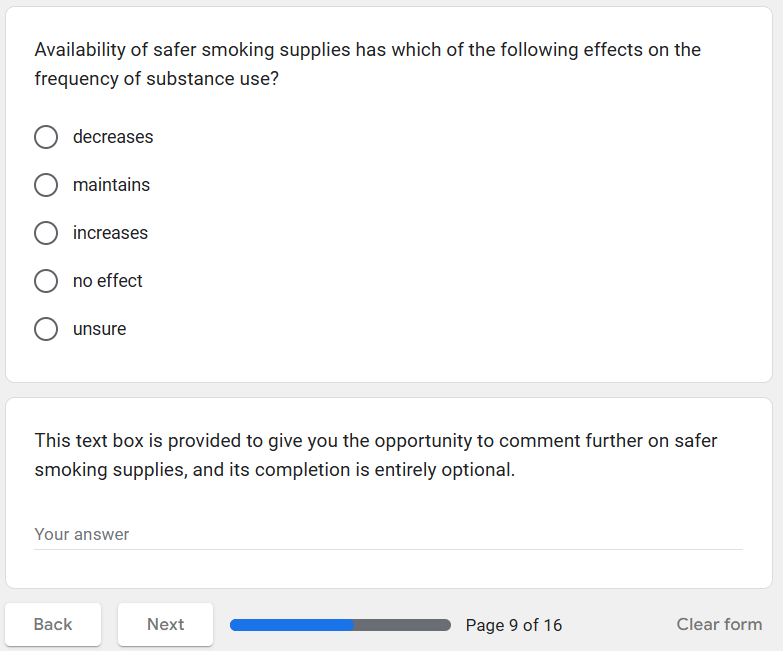 Availability of safer smoking supplies has which of the following effects on the
frequency of substance use?
decreases
maintains
increases
no effect
unsure
This text box is provided to give you the opportunity to comment further on safer
smoking supplies, and its completion is entirely optional.
Your answer
Back Next Page 9 of 16 Clear form